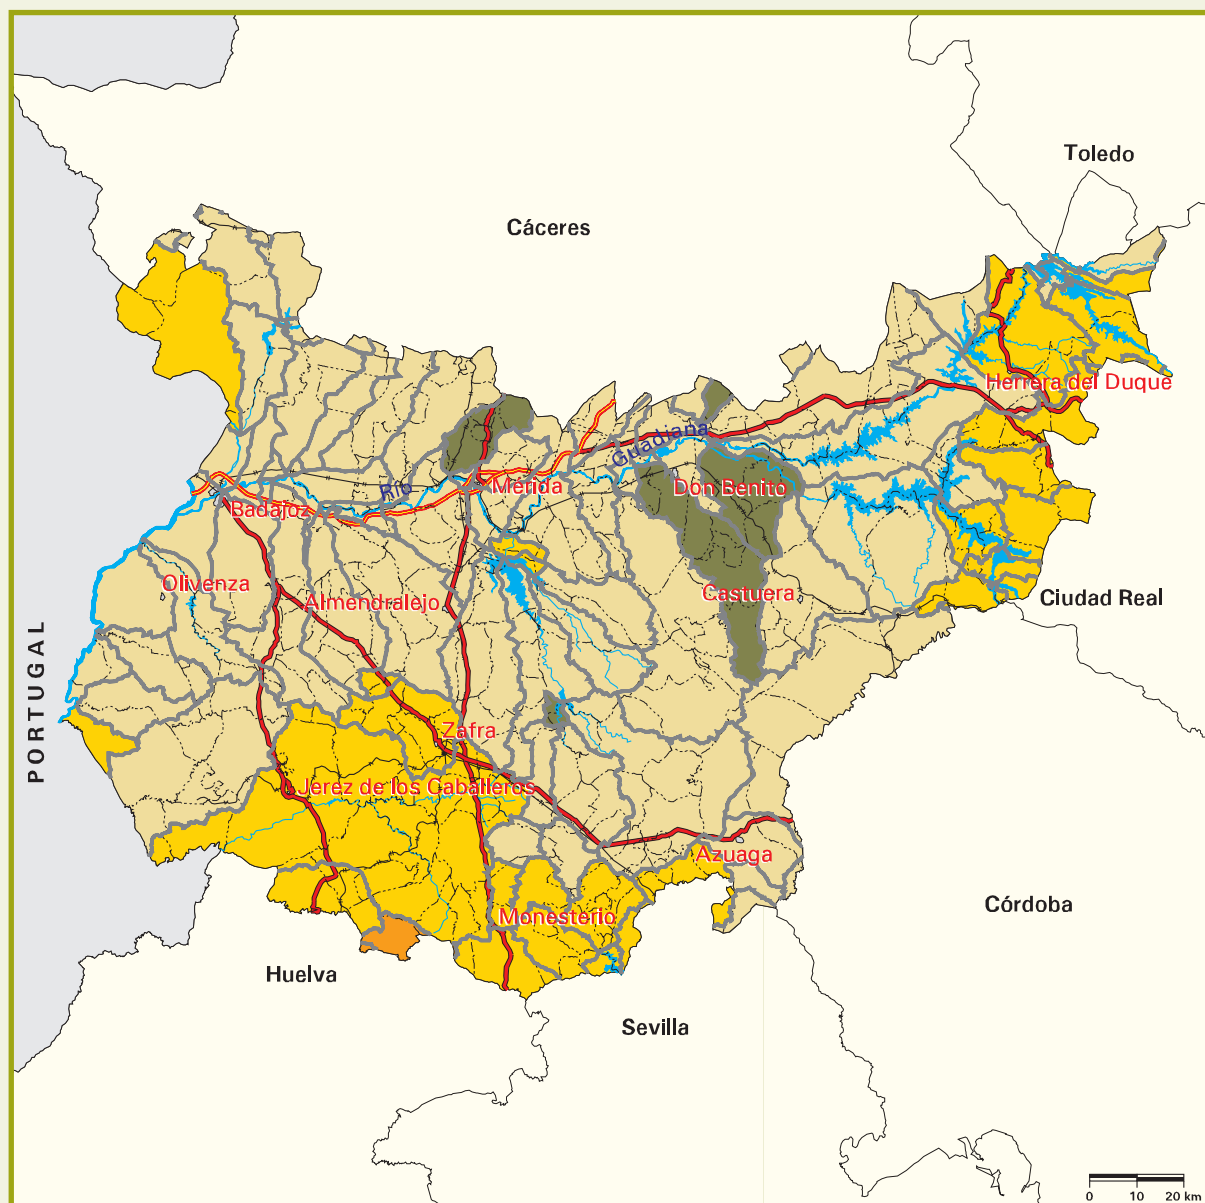 Toledo
Cáceres
Herrera del Duque
Río
Guadiana
Mérida
Don Benito
Badajoz
Olivenza
Almendralejo
Castuera
Ciudad Real
PORTUGAL
Zafra
Jerez de los Caballeros
Azuaga
Córdoba
Monesterio
Huelva
Sevilla
0 10 20 km